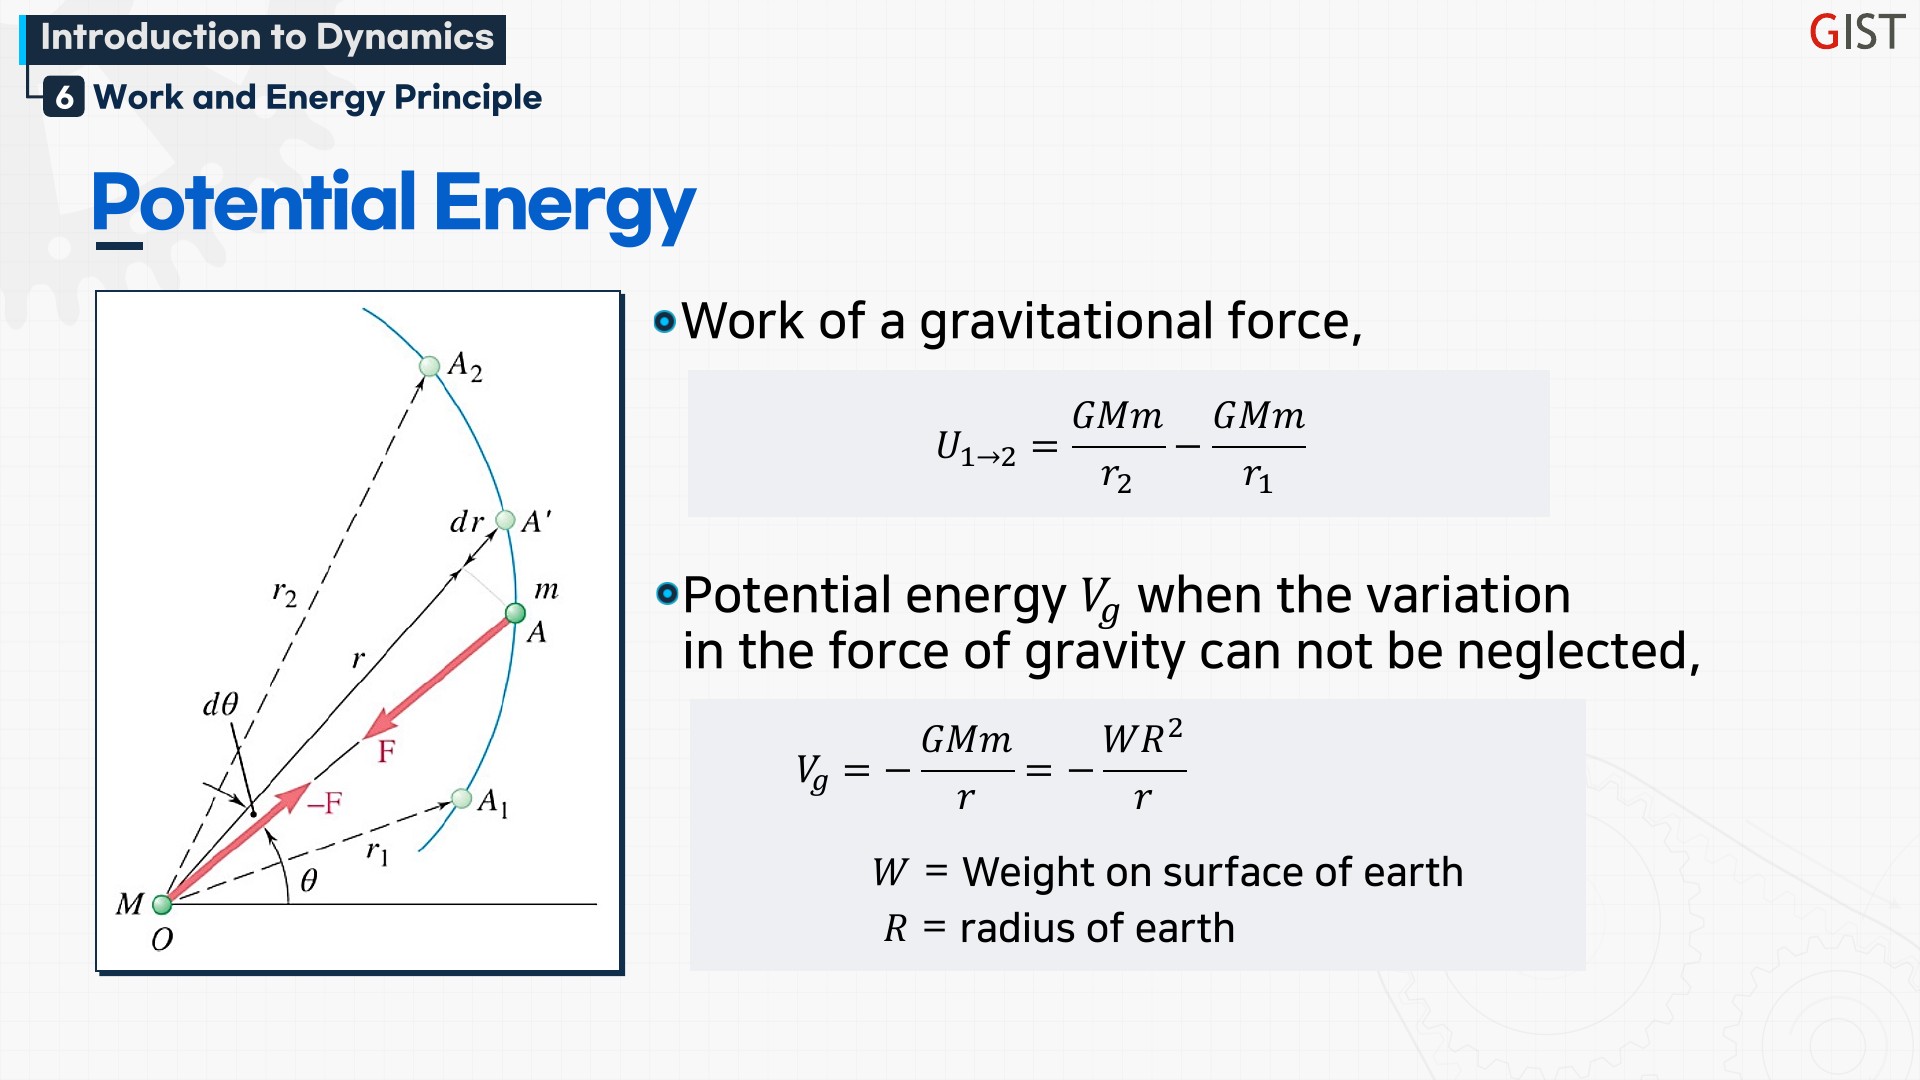 Introduction to Dynamics
GIST
6 Work and Energy Principle
Potential Energy
A₂
dr A'
m
A
r₂
r
dθ
F
−F
A₁
r₁
θ
M
O
Work of a gravitational force,
U₁→₂ = GMm/r₂ − GMm/r₁
Potential energy V_g when the variation
in the force of gravity can not be neglected,
V_g = − GMm/r = − WR²/r
W = Weight on surface of earth
R = radius of earth